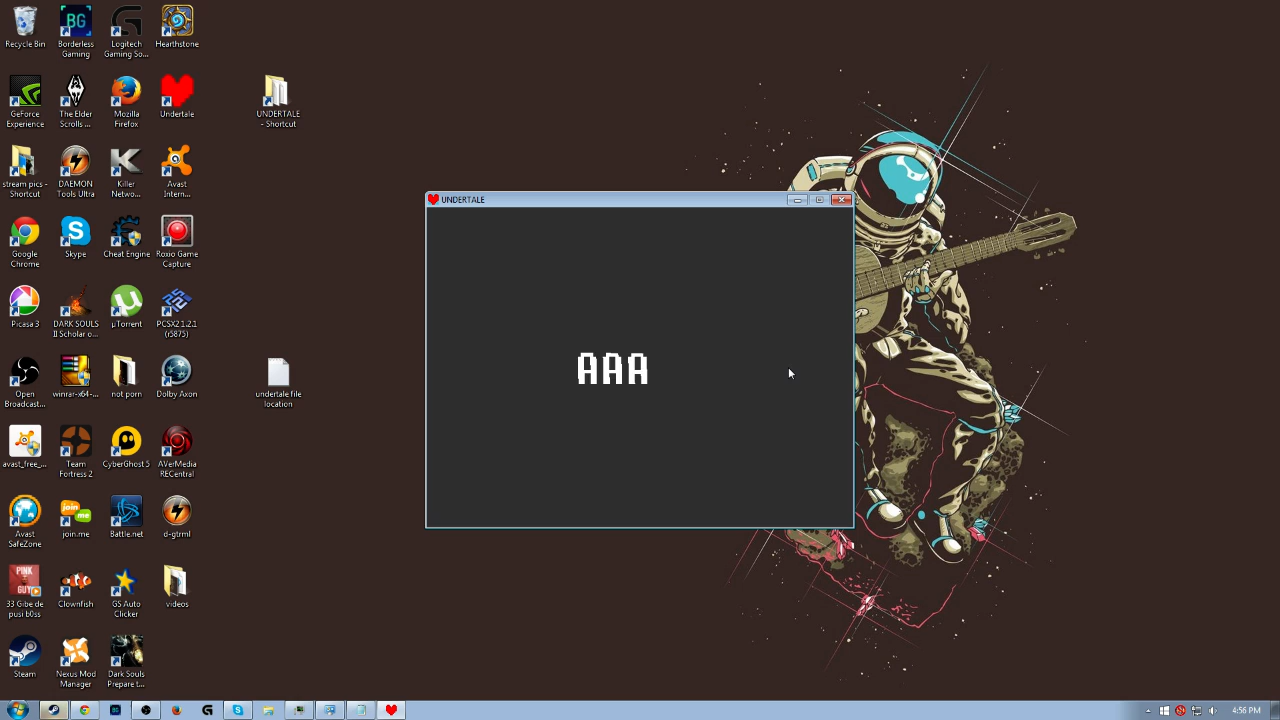 Recycle Bin
Borderless
Gaming
Logitech
Gaming So...
Hearthstone
GeForce
Experience
The Elder
Scrolls ...
Mozilla
Firefox
Undertale
UNDERTALE
- Shortcut
stream pics -
Shortcut
DAEMON
Tools Ultra
Killer
Networ...
Avast
Intern...
UNDERTALE
Google
Chrome
Skype
Cheat Engine
Roxio Game
Capture
Picasa 3
DARK SOULS
II Scholar o...
µTorrent
PCSX2 1.2.1
(r5875)
AAA
Open
Broadcast...
winrar-x64-...
not porn
Dolby Axon
undertale file
location
avast_free_...
Team
Fortress 2
CyberGhost 5
AVerMedia
RECentral
Avast
SafeZone
join.me
Battle.net
d-gtrml
PINK
GUY
33 Gibe de
pusi b0ss
Clownfish
GS Auto
Clicker
videos
Steam
Nexus Mod
Manager
Dark Souls
Prepare t...
4:56 PM